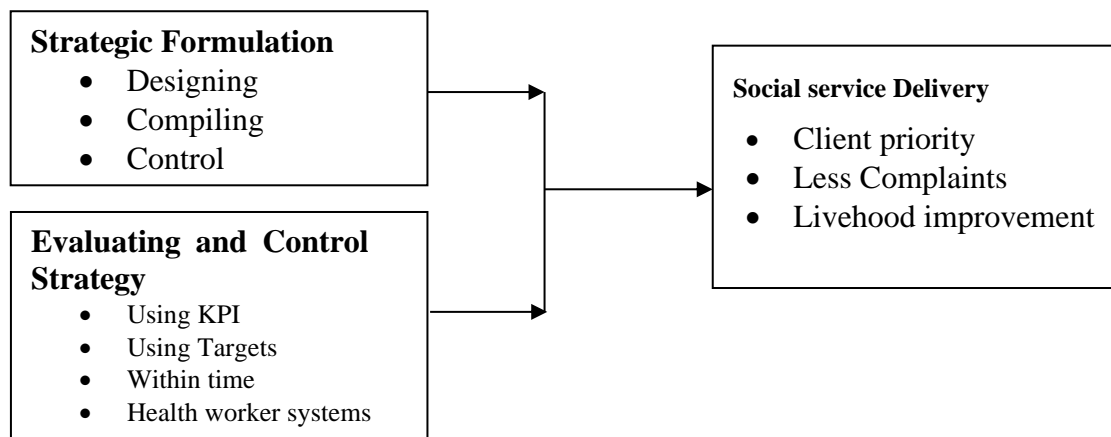 Strategic Formulation
• Designing
• Compiling
• Control
Evaluating and Control
Strategy
• Using KPI
• Using Targets
• Within time
• Health worker systems
Social service Delivery
• Client priority
• Less Complaints
• Livehood improvement